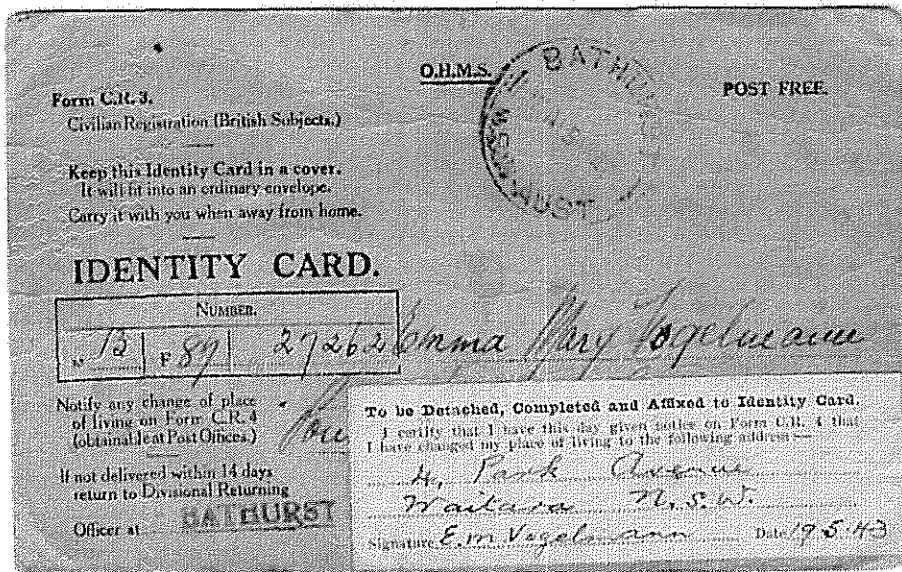 O.H.M.S.
BATHURST
POST FREE.
Form C.R. 3.
Civilian Registration (British Subjects.)
Keep this Identity Card in a cover.
It will fit into an ordinary envelope.
Carry it with you when away from home.
IDENTITY CARD.
NUMBER.
N 12 F 89 27262
Emma Mary Vogelmann
Notify any change of place
of living on Form C.R. 4
(obtainable at Post Offices.)
If not delivered within 14 days
return to Divisional Returning
Officer at BATHURST
To be Detached, Completed and Affixed to Identity Card.
I certify that I have this day given notice on Form C.R. 4 that
I have changed my place of living to the following address:—
4, Park Avenue
Waitara N.S.W.
Signature E. M. Vogelmann Date 19 5 43